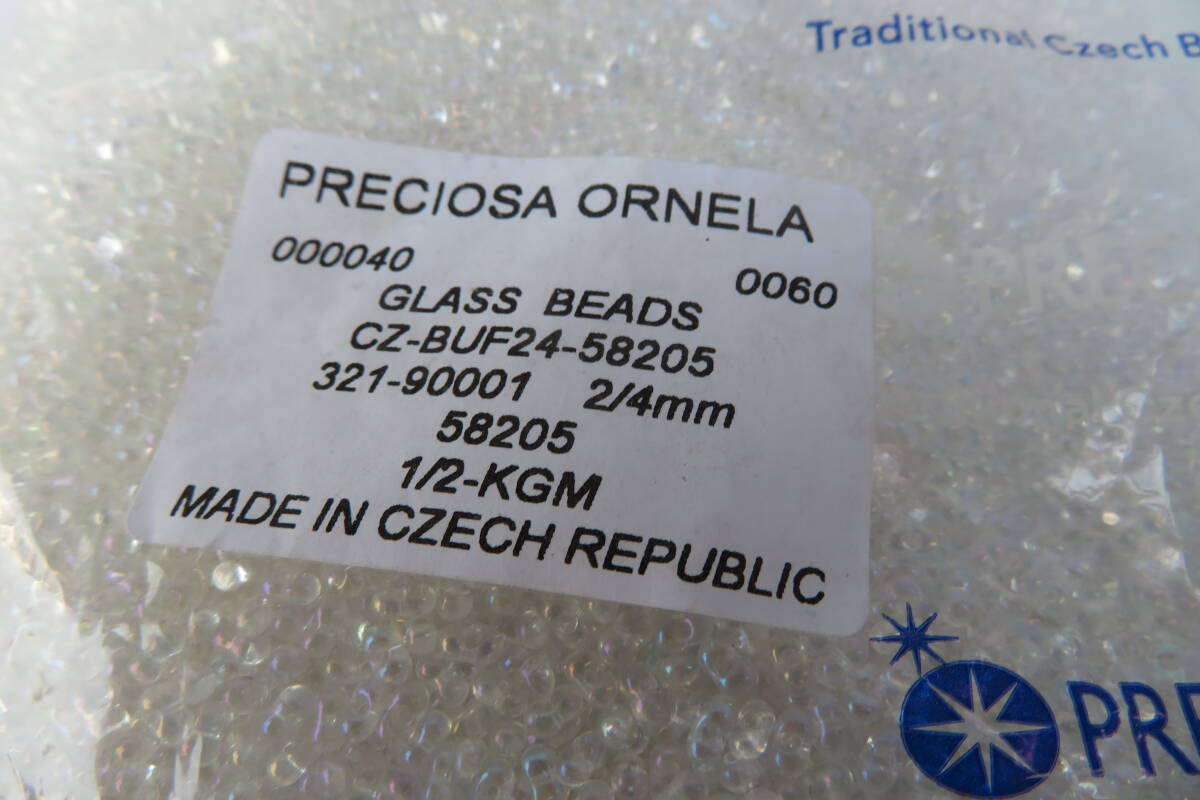 Traditional Czech B
PRECIOSA ORNELA
000040 0060
GLASS BEADS
CZ-BUF24-58205
321-90001 2/4mm
58205
1/2-KGM
MADE IN CZECH REPUBLIC
PRE